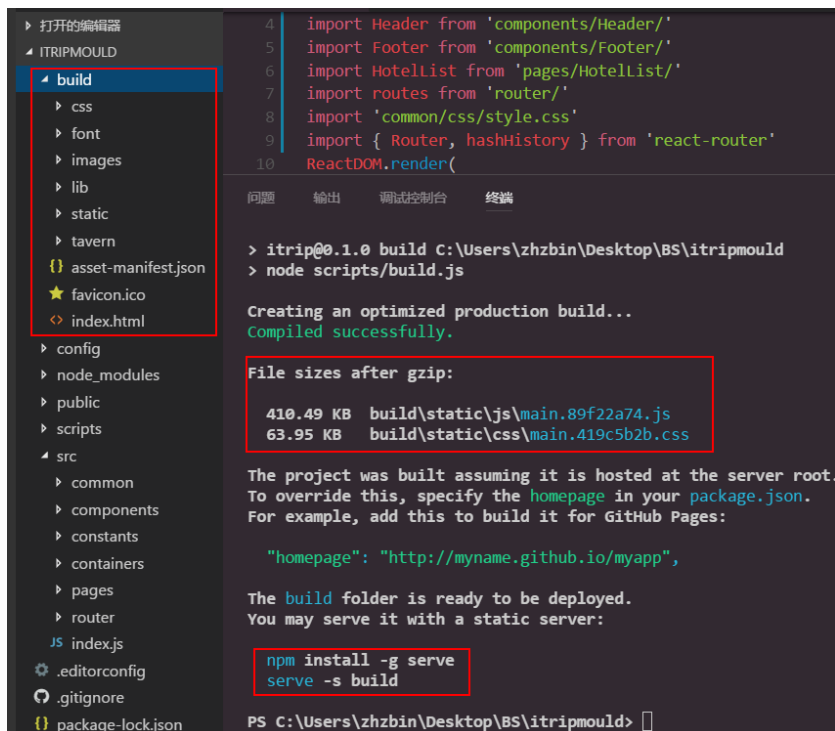 打开的编辑器
ITRIPMOULD
build
css
font
images
lib
static
tavern
{} asset-manifest.json
favicon.ico
<> index.html
config
node_modules
public
scripts
src
common
components
constants
containers
pages
router
JS index.js
.editorconfig
.gitignore
{} package-lock.json
4 import Header from 'components/Header/'
5 import Footer from 'components/Footer/'
6 import HotelList from 'pages/HotelList/'
7 import routes from 'router/'
8 import 'common/css/style.css'
9 import { Router, hashHistory } from 'react-router'
10 ReactDOM.render(
问题 输出 调试控制台 终端
> itrip@0.1.0 build C:\Users\zhzbin\Desktop\BS\itripmould
> node scripts/build.js
Creating an optimized production build...
Compiled successfully.
File sizes after gzip:
410.49 KB build\static\js\main.89f22a74.js
63.95 KB build\static\css\main.419c5b2b.css
The project was built assuming it is hosted at the server root.
To override this, specify the homepage in your package.json.
For example, add this to build it for GitHub Pages:
"homepage": "http://myname.github.io/myapp",
The build folder is ready to be deployed.
You may serve it with a static server:
npm install -g serve
serve -s build
PS C:\Users\zhzbin\Desktop\BS\itripmould>